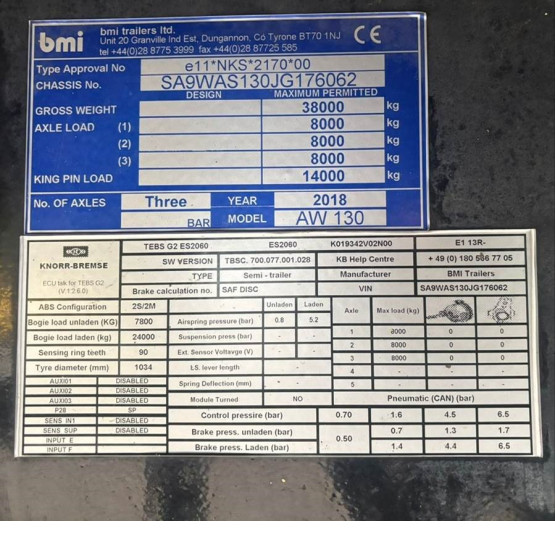 bmi
bmi trailers ltd.
Unit 20 Granville Ind Est, Dungannon, Co Tyrone BT70 1NJ
tel +44(0)28 8775 3999 fax +44(0)28 87725 585
CE
Type Approval No e11*NKS*2170*00
CHASSIS No. SA9WAS130JG176062
DESIGN MAXIMUM PERMITTED
GROSS WEIGHT 38000 kg
AXLE LOAD (1) 8000 kg
(2) 8000 kg
(3) 8000 kg
KING PIN LOAD 14000 kg
No. OF AXLES Three YEAR 2018
BAR MODEL AW 130
KNORR-BREMSE
ECU talk for TEBS G2
(V:1.2.6.0)
TEBS G2 ES2060 ES2060 K019342V02N00 E1 13R-
SW VERSION TBSC. 700.077.001.028 KB Help Centre + 49 (0) 180 586 77 05
TYPE Semi - trailer Manufacturer BMI Trailers
Brake calculation no. SAF DISC VIN SA9WAS130JG176062
ABS Configuration 2S/2M
Bogie load unladen (KG) 7800
Bogie load laden (kg) 24000
Sensing ring teeth 90
Tyre diameter (mm) 1034
AUXI01 DISABLED
AUXI02 DISABLED
AUXI03 DISABLED
P28 SP
SENS IN1 DISABLED
SENS SUP DISABLED
INPUT E
INPUT F
Unladen Laden
Airspring pressure (bar) 0.8 5.2
Suspension press (bar) - -
Ext. Sensor Voltavge (V) - -
LS. lever length
Spring Deflection (mm) - -
Module Turned NO
Axle Max load (kg)
1 8000 0 0
2 8000 0 0
3 8000 0 0
4 - - -
5 - - -
Pneumatic (CAN) (bar)
Control pressure (bar) 0.70 1.6 4.5 6.5
Brake press. unladen (bar) 0.50 0.7 1.3 1.7
Brake press. Laden (bar) 1.4 4.4 6.5